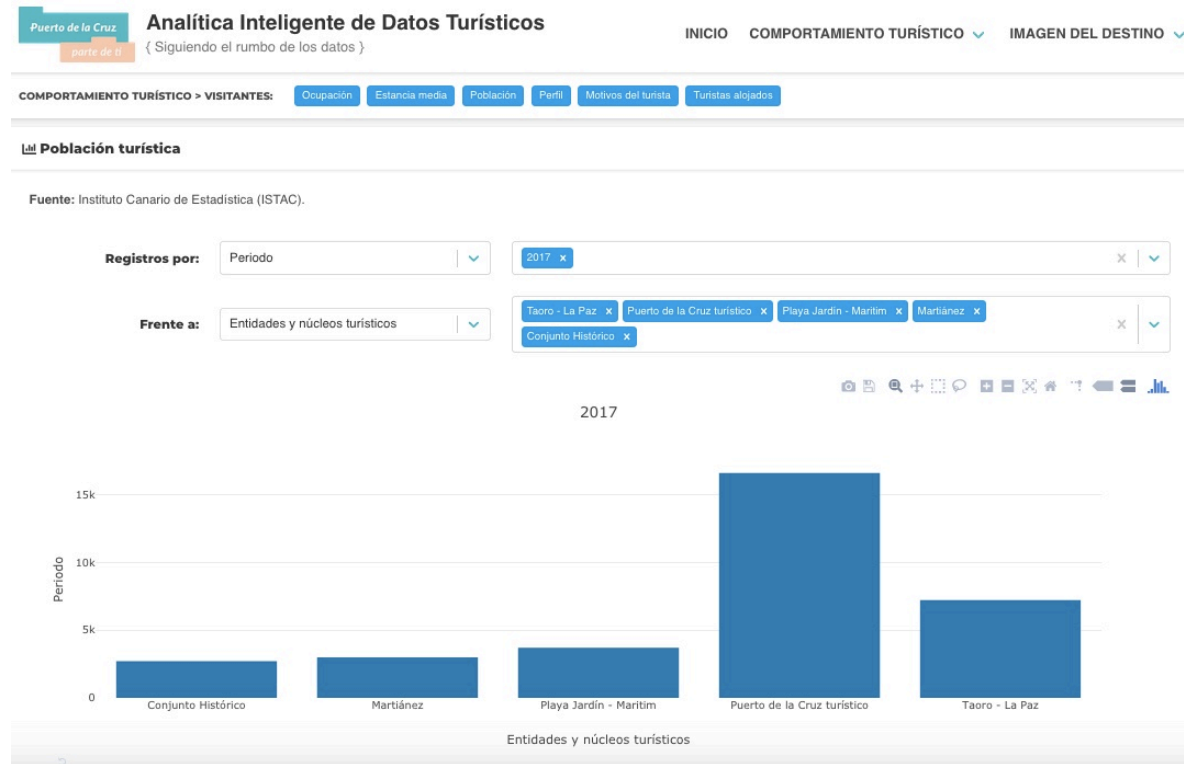 Puerto de la Cruz
parte de ti
Analítica Inteligente de Datos Turísticos
{ Siguiendo el rumbo de los datos }
INICIO COMPORTAMIENTO TURÍSTICO IMAGEN DEL DESTINO
COMPORTAMIENTO TURÍSTICO > VISITANTES: Ocupación Estancia media Población Perfil Motivos del turista Turistas alojados
Población turística
Fuente: Instituto Canario de Estadística (ISTAC).
Registros por: Periodo 2017 x x
Frente a: Entidades y núcleos turísticos Taoro - La Paz x Puerto de la Cruz turístico x Playa Jardín - Maritim x Martiánez x x
Conjunto Histórico x
2017
15k
10k
5k
0
Periodo
Conjunto Histórico Martiánez Playa Jardín - Maritim Puerto de la Cruz turístico Taoro - La Paz
Entidades y núcleos turísticos